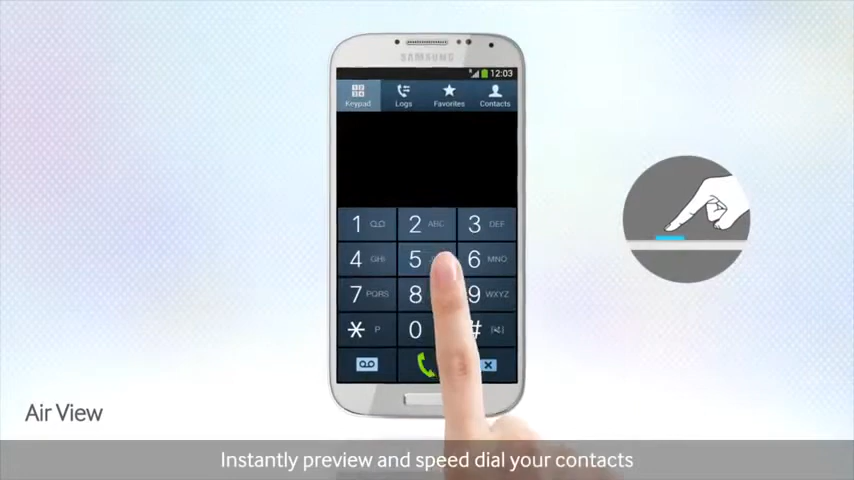 SAMSUNG
12:03
Keypad Logs Favorites Contacts
1 2 ABC 3 DEF
4 GHI 5 6 MNO
7 PQRS 8 9 WXYZ
* P 0 #
Air View
Instantly preview and speed dial your contacts